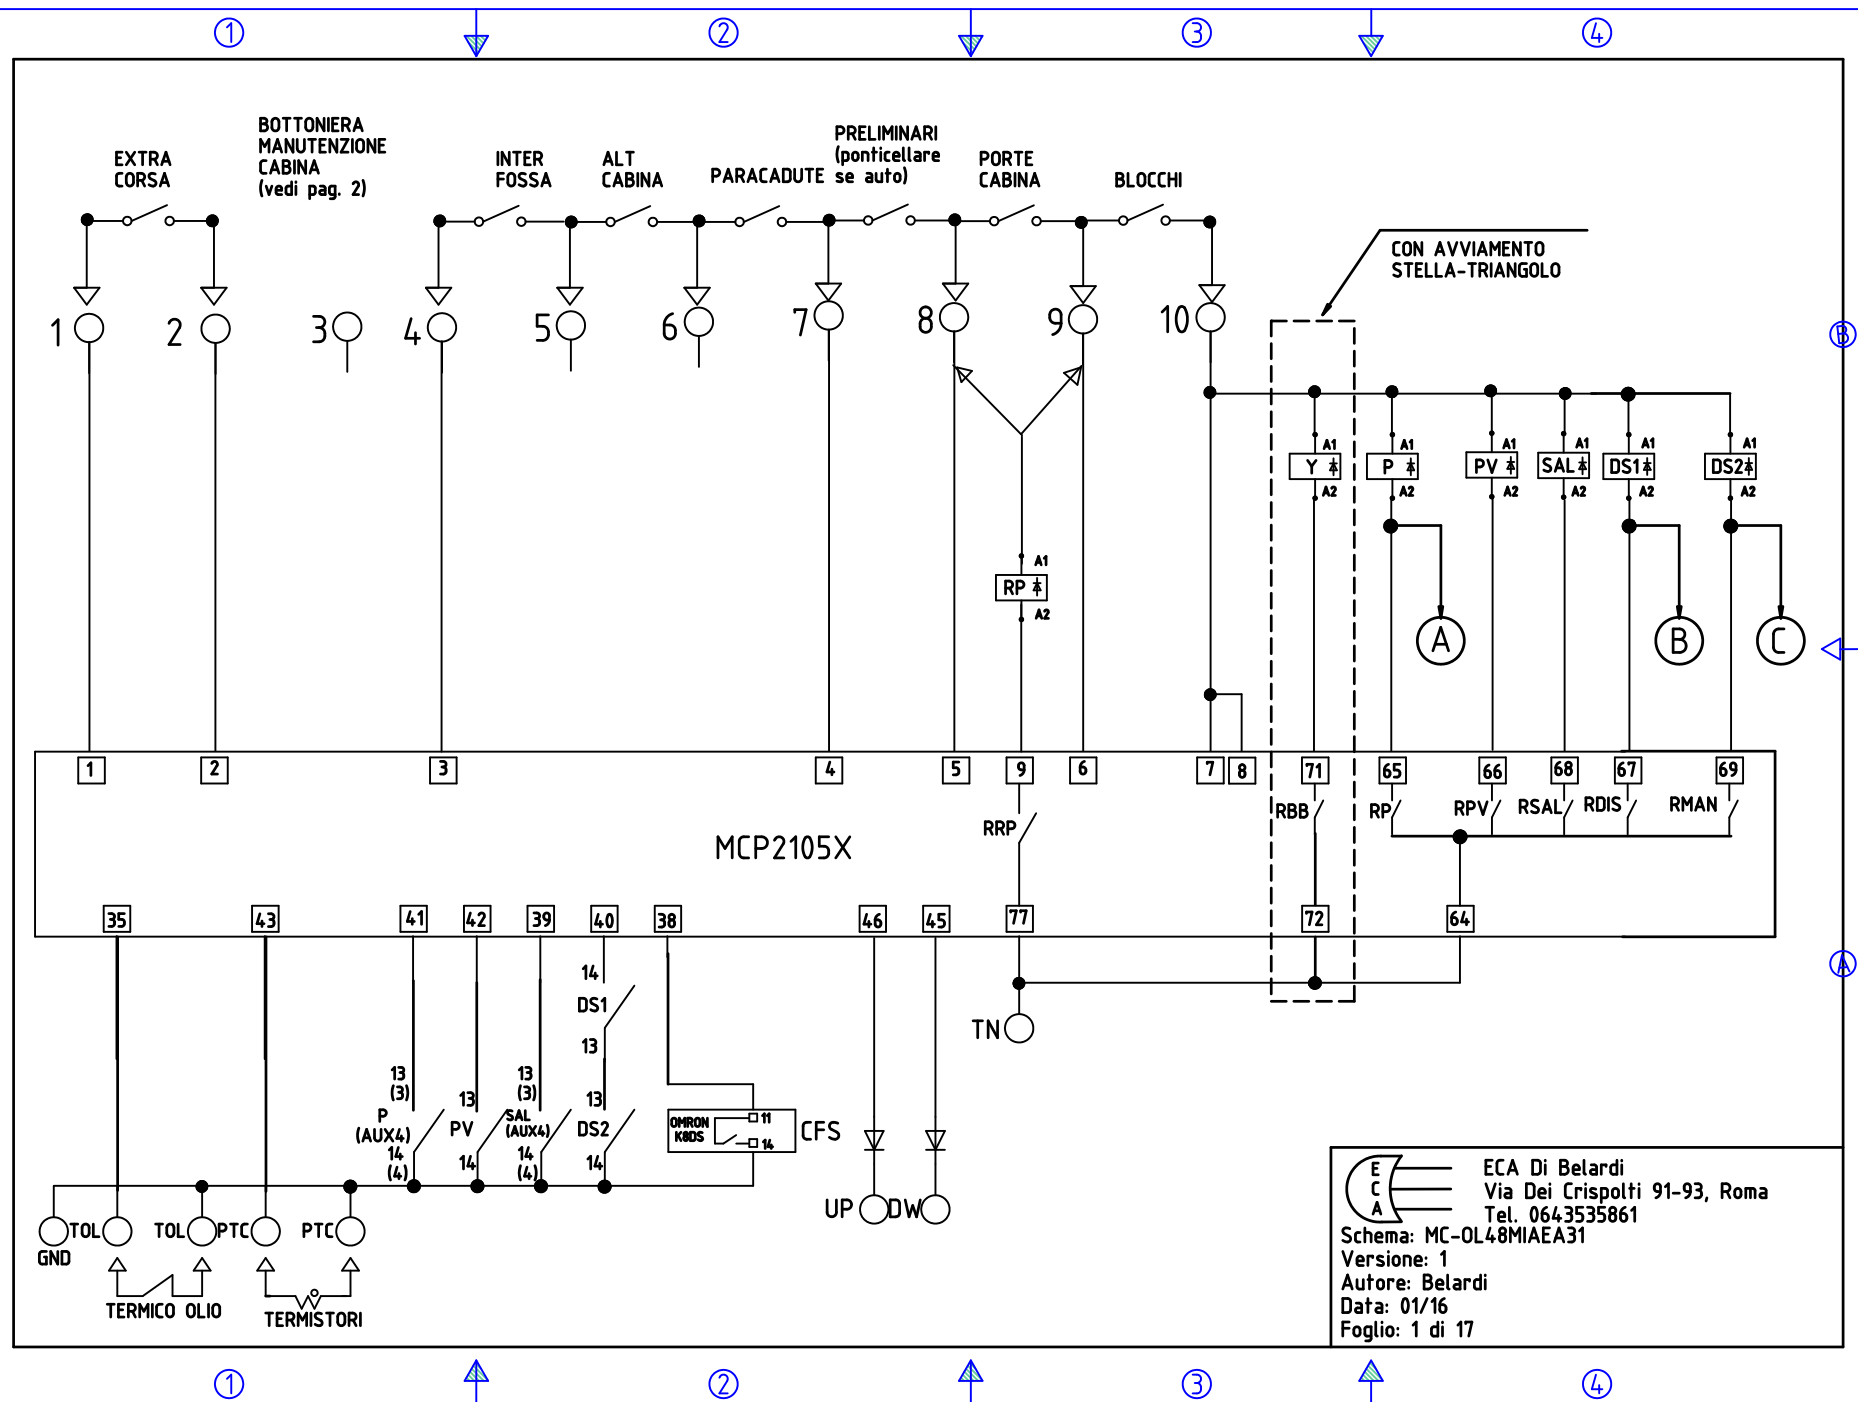 1 2 3 4
EXTRA
CORSA
BOTTONIERA
MANUTENZIONE
CABINA
(vedi pag. 2)
INTER
FOSSA
ALT
CABINA
PARACADUTE
PRELIMINARI
(ponticellare
se auto)
PORTE
CABINA
BLOCCHI
CON AVVIAMENTO
STELLA-TRIANGOLO
1 2 3 4 5 6 7 8 9 10
B
A1 A1 A1 A1 A1 A1
Y P PV SAL DS1 DS2
A2 A2 A2 A2 A2 A2
A1
RP
A2
A B C
1 2 3 4 5 9 6 7 8 71 65 66 68 67 69
RRP RBB RP RPV RSAL RDIS RMAN
MCP2105X
35 43 41 42 39 40 38 46 45 77 72 64
A
14
DS1
13
TN
13
(3)
P
(AUX4)
14
(4)
13
PV
14
13
(3)
SAL
(AUX4)
14
(4)
13
DS2
14
OMRON
K8DS
11
14
CFS
UP DW
GND
TOL TOL PTC PTC
TERMICO OLIO
TERMISTORI
E
C
A
ECA Di Belardi
Via Dei Crispolti 91-93, Roma
Tel. 0643535861
Schema: MC-OL48MIAEA31
Versione: 1
Autore: Belardi
Data: 01/16
Foglio: 1 di 17
1 2 3 4